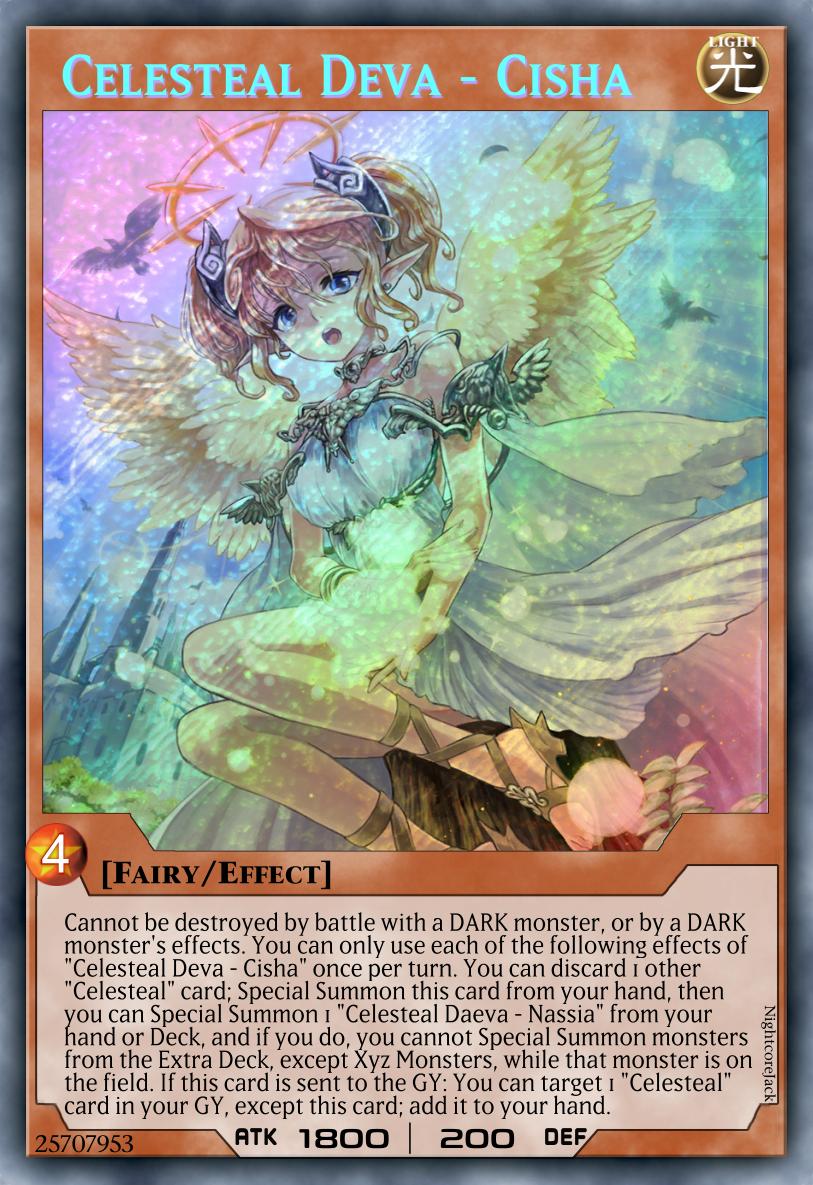 Celesteal Deva - Cisha
LIGHT
光
4
[Fairy/Effect]
Cannot be destroyed by battle with a DARK monster, or by a DARK
monster's effects. You can only use each of the following effects of
"Celesteal Deva - Cisha" once per turn. You can discard 1 other
"Celesteal" card; Special Summon this card from your hand, then
you can Special Summon 1 "Celesteal Daeva - Nassia" from your
hand or Deck, and if you do, you cannot Special Summon monsters
from the Extra Deck, except Xyz Monsters, while that monster is on
the field. If this card is sent to the GY: You can target 1 "Celesteal"
card in your GY, except this card; add it to your hand.
NightcoreJack
25707953
ATK 1800 | 200 DEF